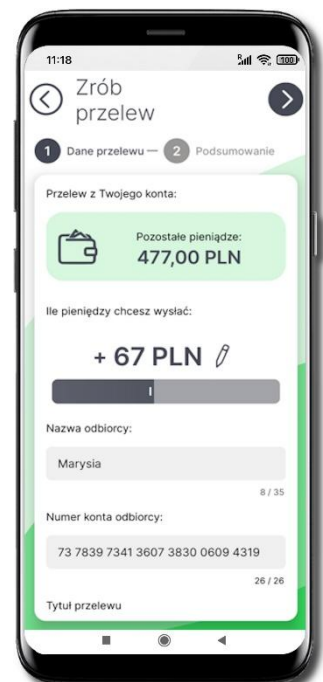 11:18
100
Zrób
przelew
1 Dane przelewu — 2 Podsumowanie
Przelew z Twojego konta:
Pozostałe pieniądze:
477,00 PLN
Ile pieniędzy chcesz wysłać:
+ 67 PLN
Nazwa odbiorcy:
Marysia
8 / 35
Numer konta odbiorcy:
73 7839 7341 3607 3830 0609 4319
26 / 26
Tytuł przelewu